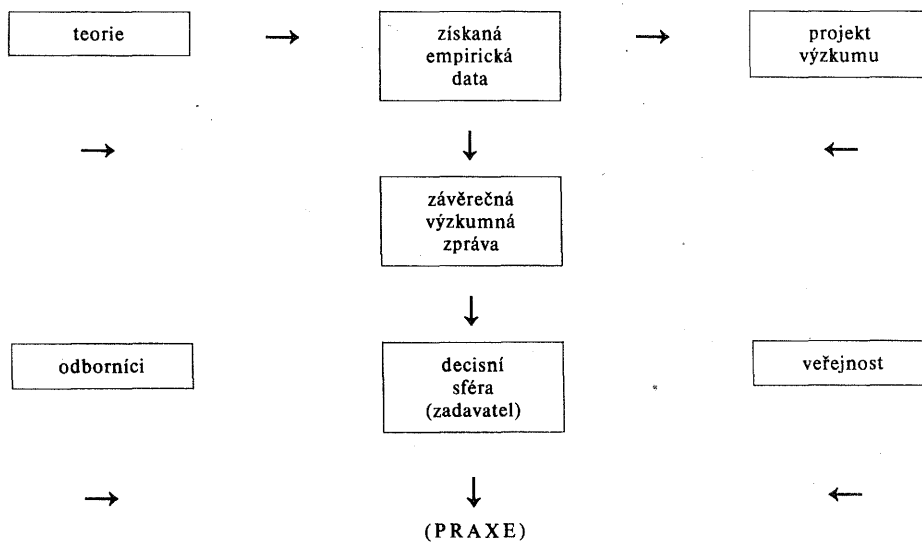 teorie
získaná
empirická
data
projekt
výzkumu
závěrečná
výzkumná
zpráva
odborníci
decisní
sféra
(zadavatel)
veřejnost
(PRAXE)